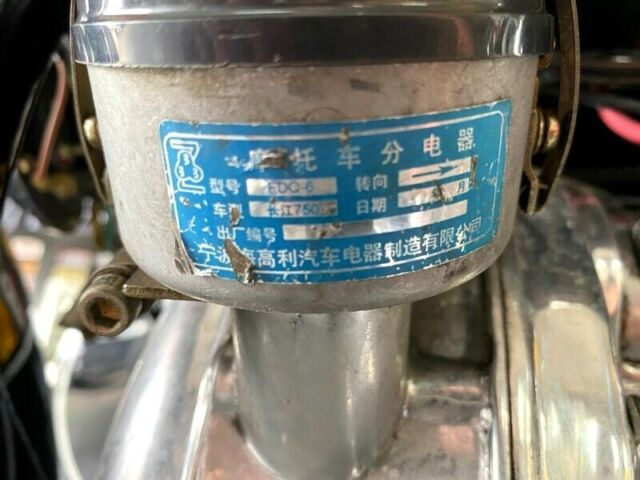 摩托车分电器
型号 FDQ-6 转向
车型 长江750 日期 月
出厂编号
宁波海高利汽车电器制造有限公司